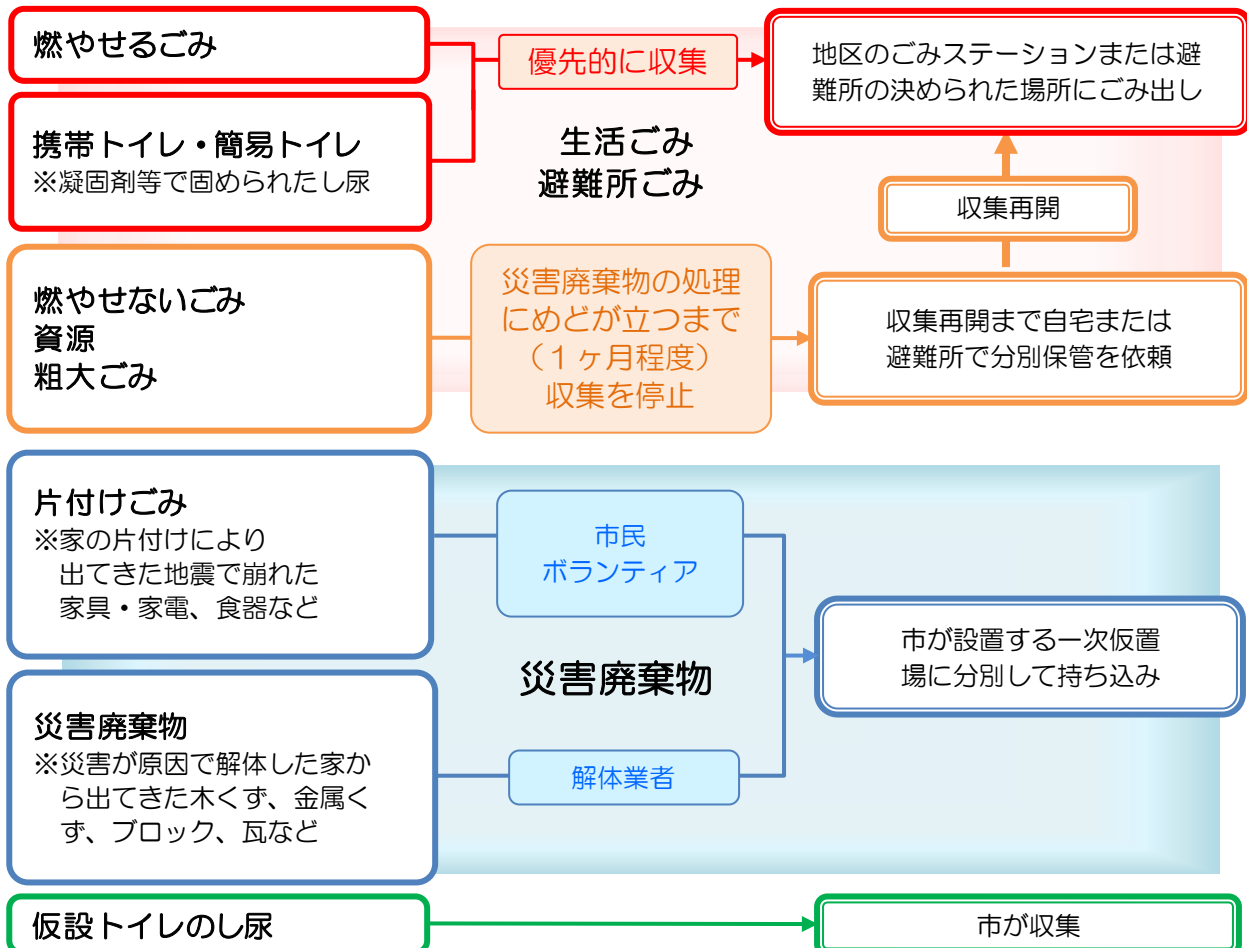 燃やせるごみ
優先的に収集
地区のごみステーションまたは避
難所の決められた場所にごみ出し
携帯トイレ・簡易トイレ
※凝固剤等で固められたし尿
生活ごみ
避難所ごみ
収集再開
燃やせないごみ
資源
粗大ごみ
災害廃棄物の処理
にめどが立つまで
（１ヶ月程度）
収集を停止
収集再開まで自宅または
避難所で分別保管を依頼
片付けごみ
※家の片付けにより
出てきた地震で崩れた
家具・家電、食器など
市民
ボランティア
災害廃棄物
市が設置する一次仮置
場に分別して持ち込み
災害廃棄物
※災害が原因で解体した家か
ら出てきた木くず、金属く
ず、ブロック、瓦など
解体業者
仮設トイレのし尿
市が収集